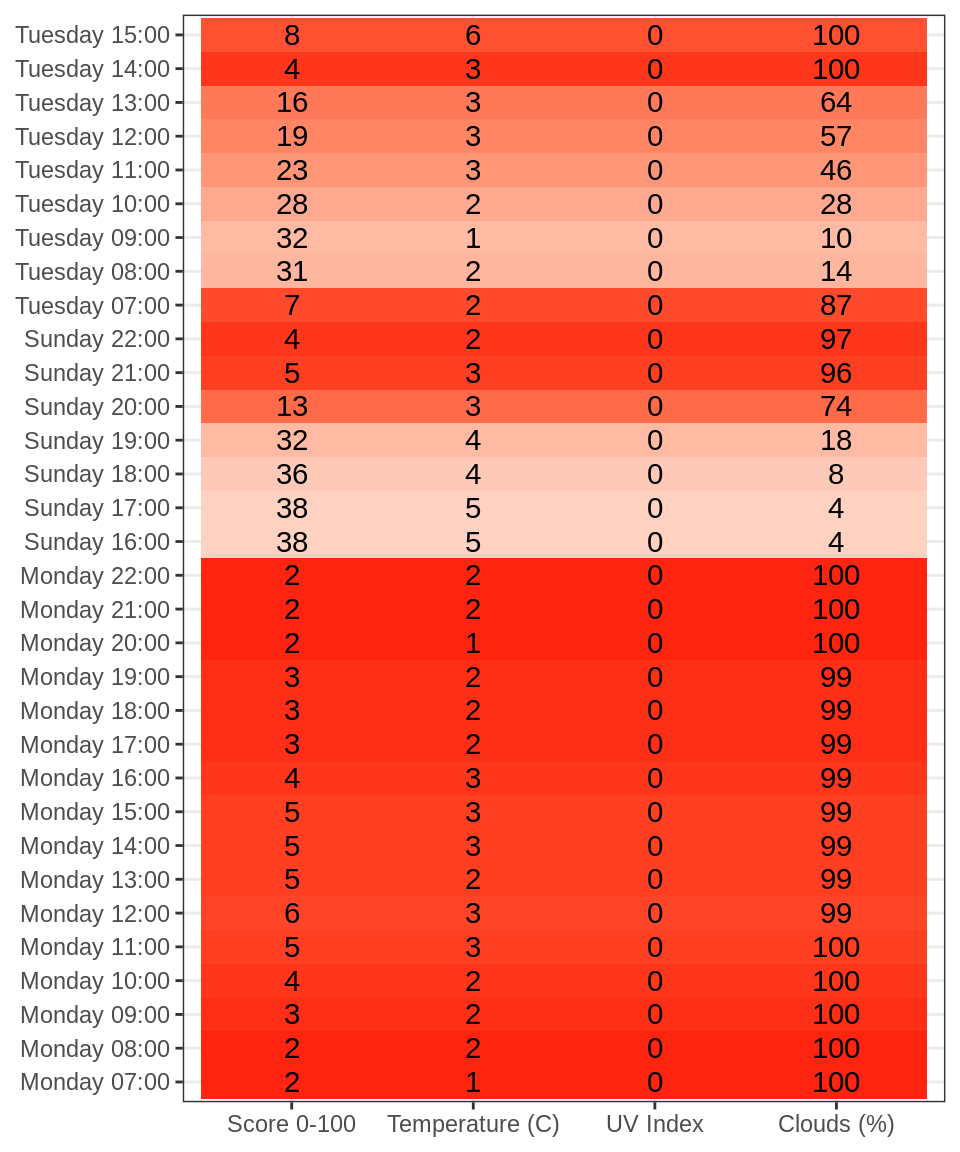 Tuesday 15:00 8 6 0 100
Tuesday 14:00 4 3 0 100
Tuesday 13:00 16 3 0 64
Tuesday 12:00 19 3 0 57
Tuesday 11:00 23 3 0 46
Tuesday 10:00 28 2 0 28
Tuesday 09:00 32 1 0 10
Tuesday 08:00 31 2 0 14
Tuesday 07:00 7 2 0 87
Sunday 22:00 4 2 0 97
Sunday 21:00 5 3 0 96
Sunday 20:00 13 3 0 74
Sunday 19:00 32 4 0 18
Sunday 18:00 36 4 0 8
Sunday 17:00 38 5 0 4
Sunday 16:00 38 5 0 4
Monday 22:00 2 2 0 100
Monday 21:00 2 2 0 100
Monday 20:00 2 1 0 100
Monday 19:00 3 2 0 99
Monday 18:00 3 2 0 99
Monday 17:00 3 2 0 99
Monday 16:00 4 3 0 99
Monday 15:00 5 3 0 99
Monday 14:00 5 3 0 99
Monday 13:00 5 2 0 99
Monday 12:00 6 3 0 99
Monday 11:00 5 3 0 100
Monday 10:00 4 2 0 100
Monday 09:00 3 2 0 100
Monday 08:00 2 2 0 100
Monday 07:00 2 1 0 100
Score 0-100 Temperature (C) UV Index Clouds (%)